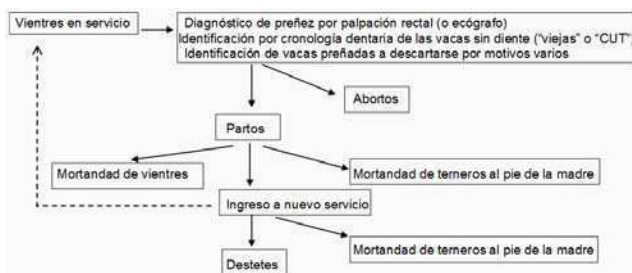 Vientres en servicio
Diagnóstico de preñez por palpación rectal (o ecógrafo)
Identificación por cronología dentaria de las vacas sin diente (“viejas” o “CUT”)
Identificación de vacas preñadas a descartarse por motivos varios
Abortos
Partos
Mortandad de vientres
Mortandad de terneros al pie de la madre
Ingreso a nuevo servicio
Mortandad de terneros al pie de la madre
Destetes